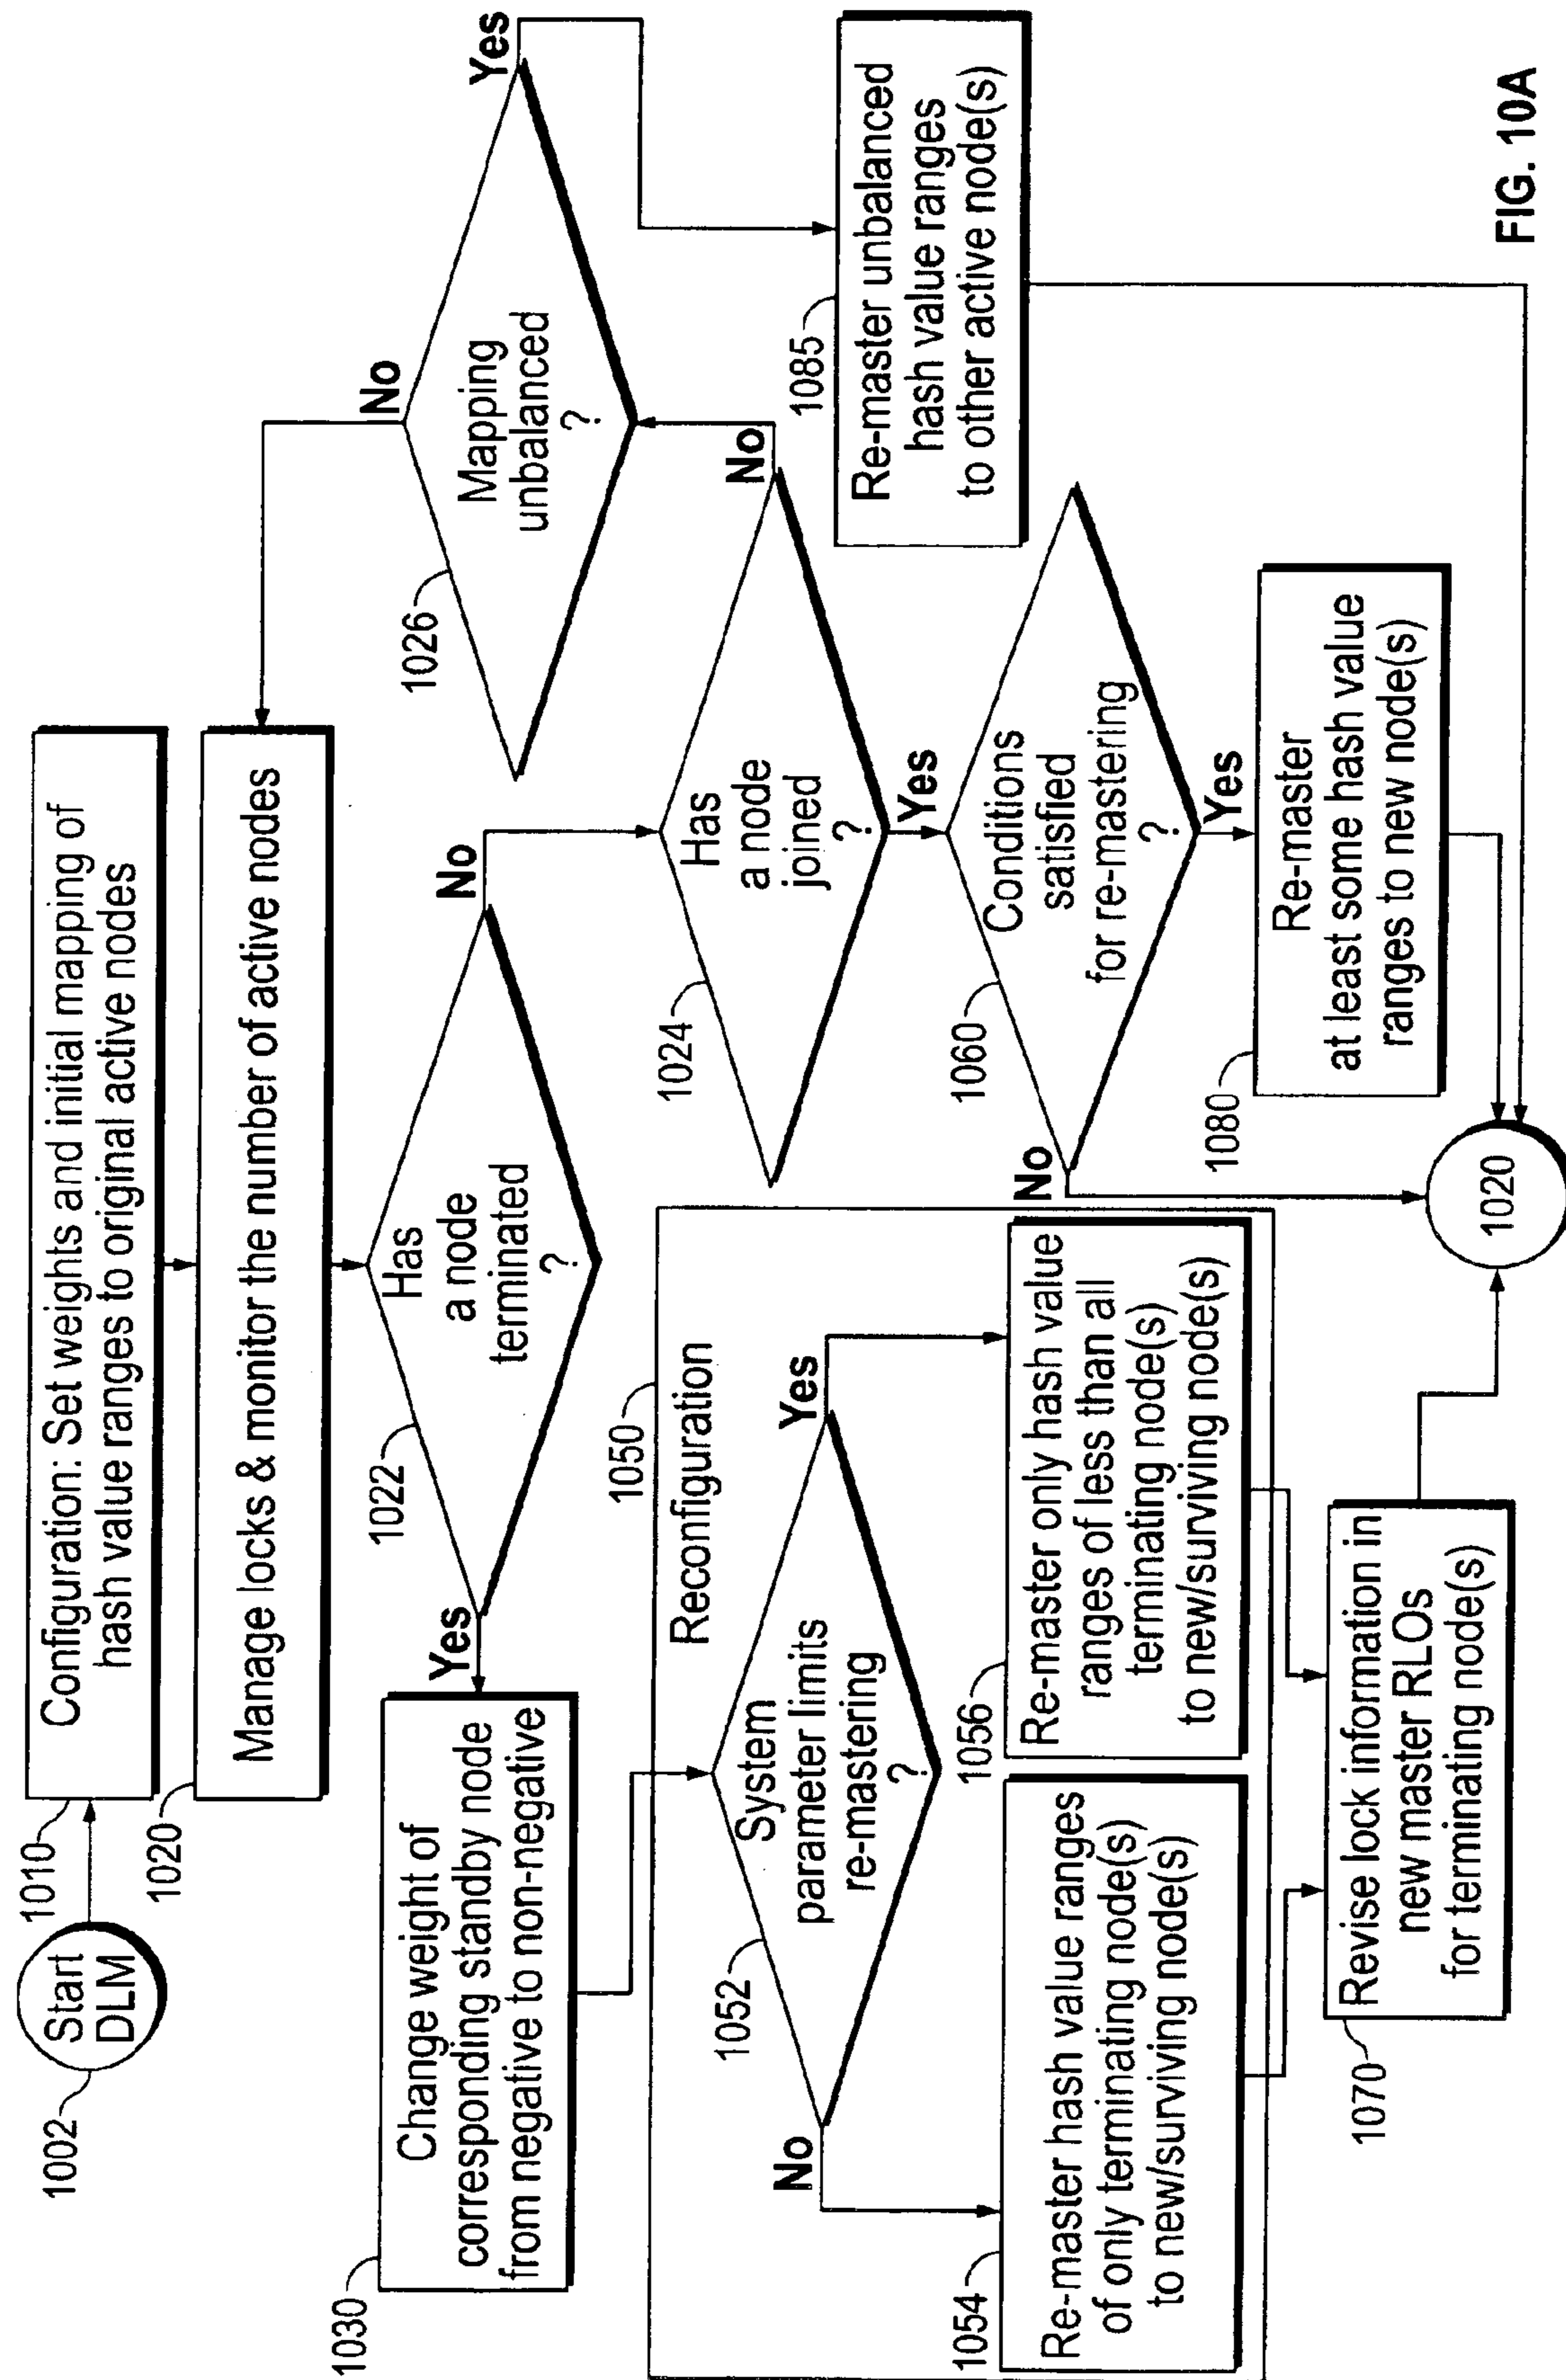 Start
DLM
1002
1010
Configuration: Set weights and initial mapping of
hash value ranges to original active nodes
1020
Manage locks & monitor the number of active nodes
1022
Has
a node
terminated
?
Yes
No
1030
Change weight of
corresponding standby node
from negative to non-negative
1050
Reconfiguration
1052
System
parameter limits
re-mastering
?
No
Yes
1054
Re-master hash value ranges
of only terminating node(s)
to new/surviving node(s)
1056
Re-master only hash value
ranges of less than all
terminating node(s)
to new/surviving node(s)
1070
Revise lock information in
new master RLOs
for terminating node(s)
1024
Has
a node
joined
?
No
Yes
1060
Conditions
satisfied
for re-mastering
?
No
Yes
1080
Re-master
at least some hash value
ranges to new node(s)
1026
Mapping
unbalanced
?
No
Yes
1085
Re-master unbalanced
hash value ranges
to other active node(s)
1020
FIG. 10A